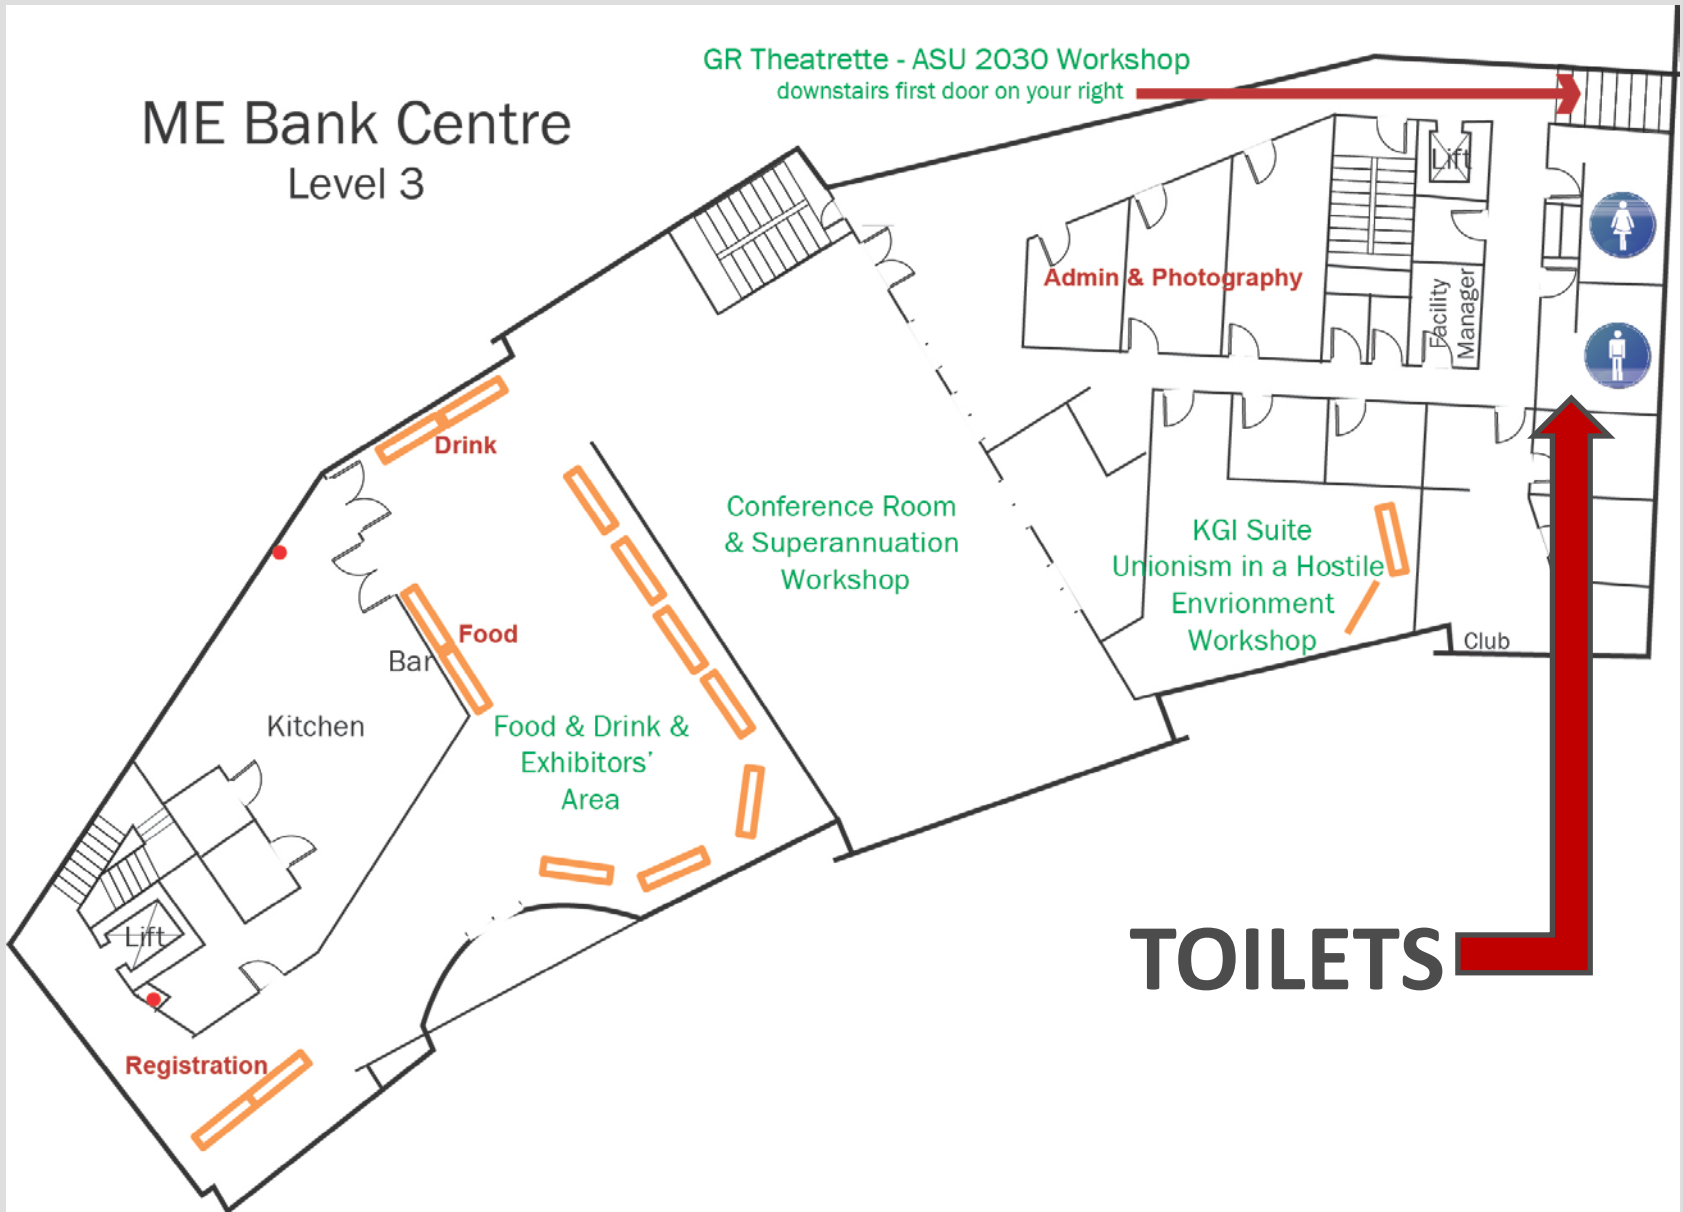 GR Theatrette - ASU 2030 Workshop
downstairs first door on your right
ME Bank Centre
Level 3
Lift
Admin & Photography
Facility
Manager
Drink
Conference Room
& Superannuation
Workshop
KGI Suite
Unionism in a Hostile
Envrionment
Workshop
Club
Food
Bar
Kitchen
Food & Drink &
Exhibitors’
Area
Lift
TOILETS
Registration